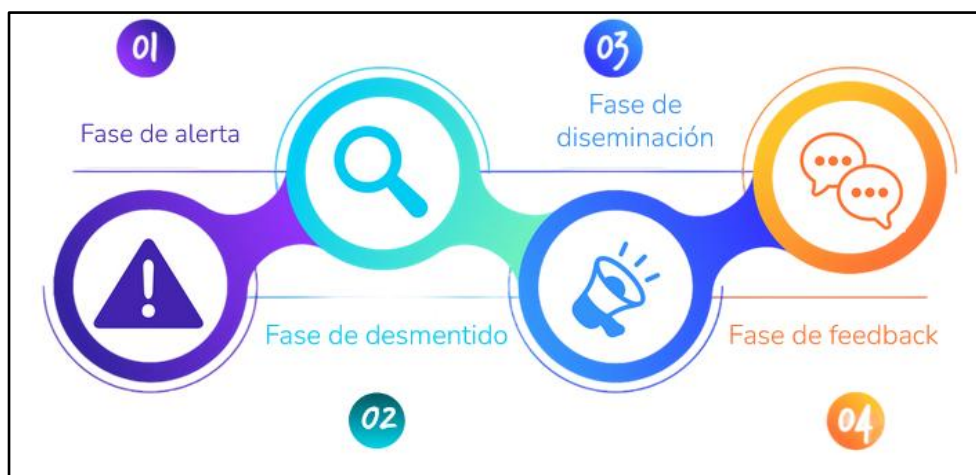 01
Fase de alerta
02
Fase de desmentido
03
Fase de
diseminación
04
Fase de feedback